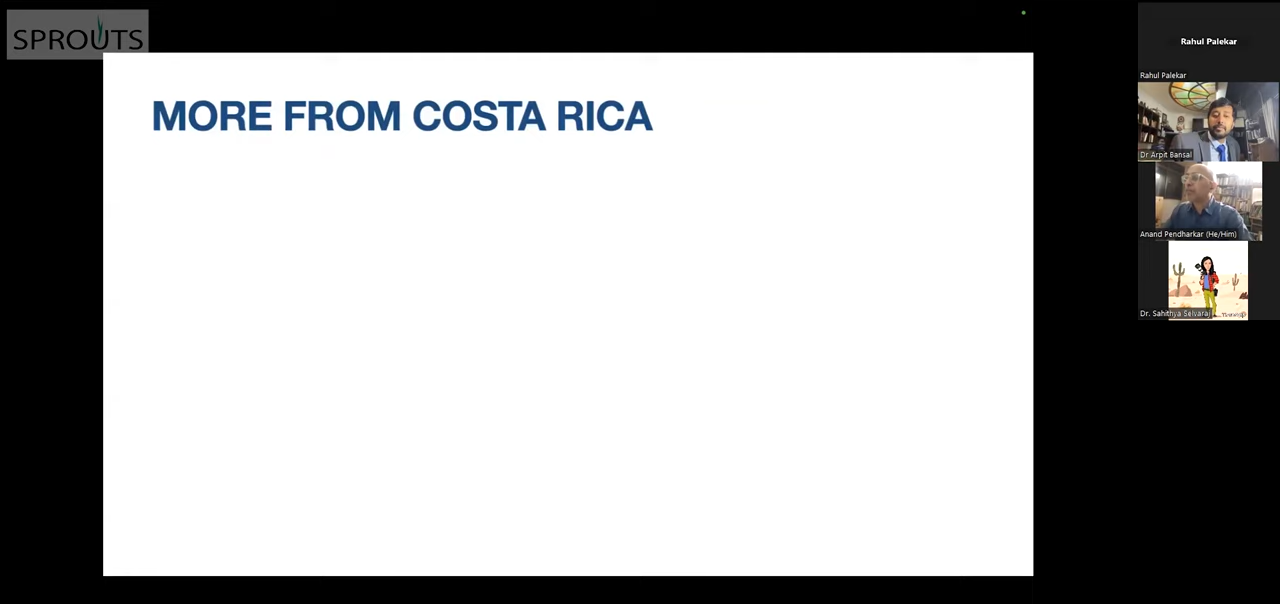 SPROUTS
MORE FROM COSTA RICA
Rahul Palekar
Rahul Palekar
Dr Arpit Bansal
Anand Pendharkar (He/Him)
Dr. Sahithya Selvaraj